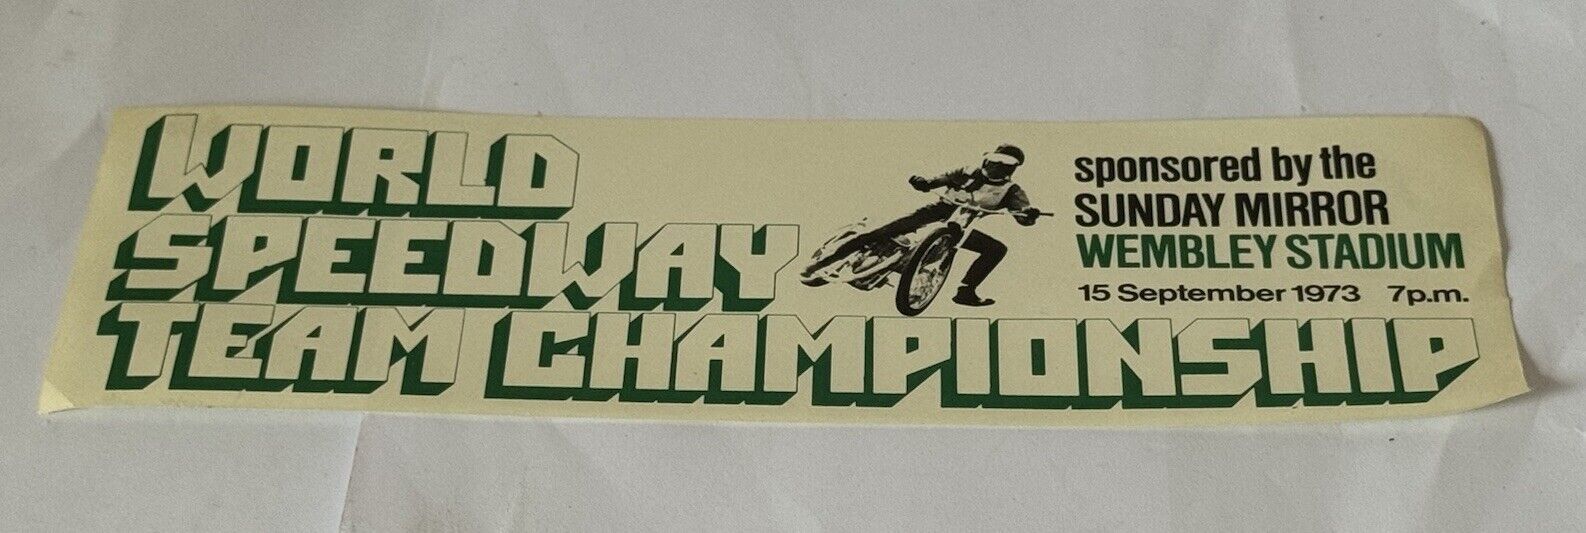 WORLD
SPEEDWAY
TEAM CHAMPIONSHIP
sponsored by the
SUNDAY MIRROR
WEMBLEY STADIUM
15 September 1973 7p.m.